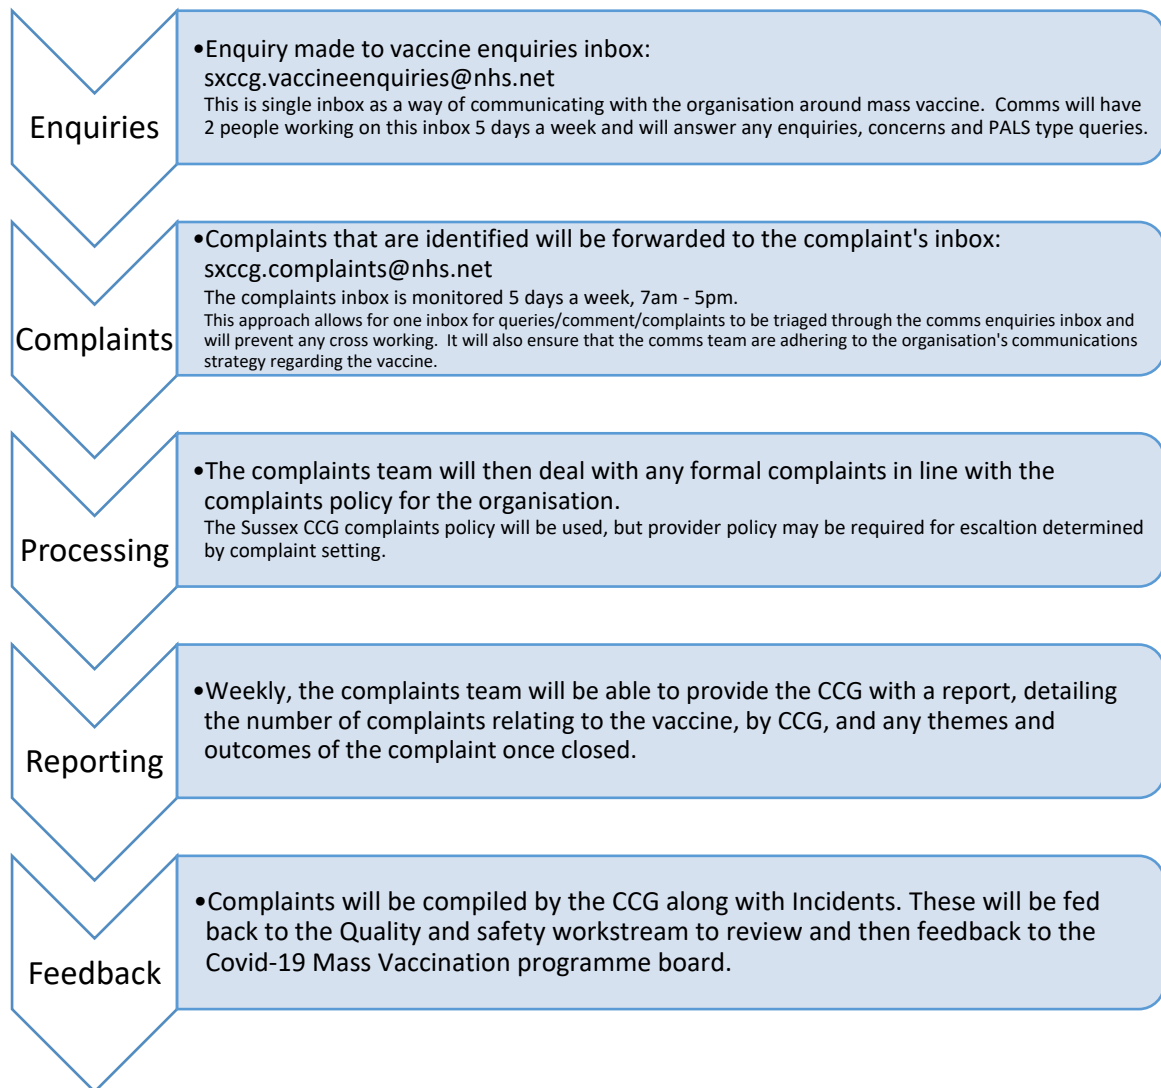 Enquiries
•Enquiry made to vaccine enquiries inbox:
sxccg.vaccineenquiries@nhs.net
This is single inbox as a way of communicating with the organisation around mass vaccine. Comms will have
2 people working on this inbox 5 days a week and will answer any enquiries, concerns and PALS type queries.
Complaints
•Complaints that are identified will be forwarded to the complaint's inbox:
sxccg.complaints@nhs.net
The complaints inbox is monitored 5 days a week, 7am - 5pm.
This approach allows for one inbox for queries/comment/complaints to be triaged through the comms enquiries inbox and
will prevent any cross working. It will also ensure that the comms team are adhering to the organisation's communications
strategy regarding the vaccine.
Processing
•The complaints team will then deal with any formal complaints in line with the
complaints policy for the organisation.
The Sussex CCG complaints policy will be used, but provider policy may be required for escaltion determined
by complaint setting.
Reporting
•Weekly, the complaints team will be able to provide the CCG with a report, detailing
the number of complaints relating to the vaccine, by CCG, and any themes and
outcomes of the complaint once closed.
Feedback
•Complaints will be compiled by the CCG along with Incidents. These will be fed
back to the Quality and safety workstream to review and then feedback to the
Covid-19 Mass Vaccination programme board.